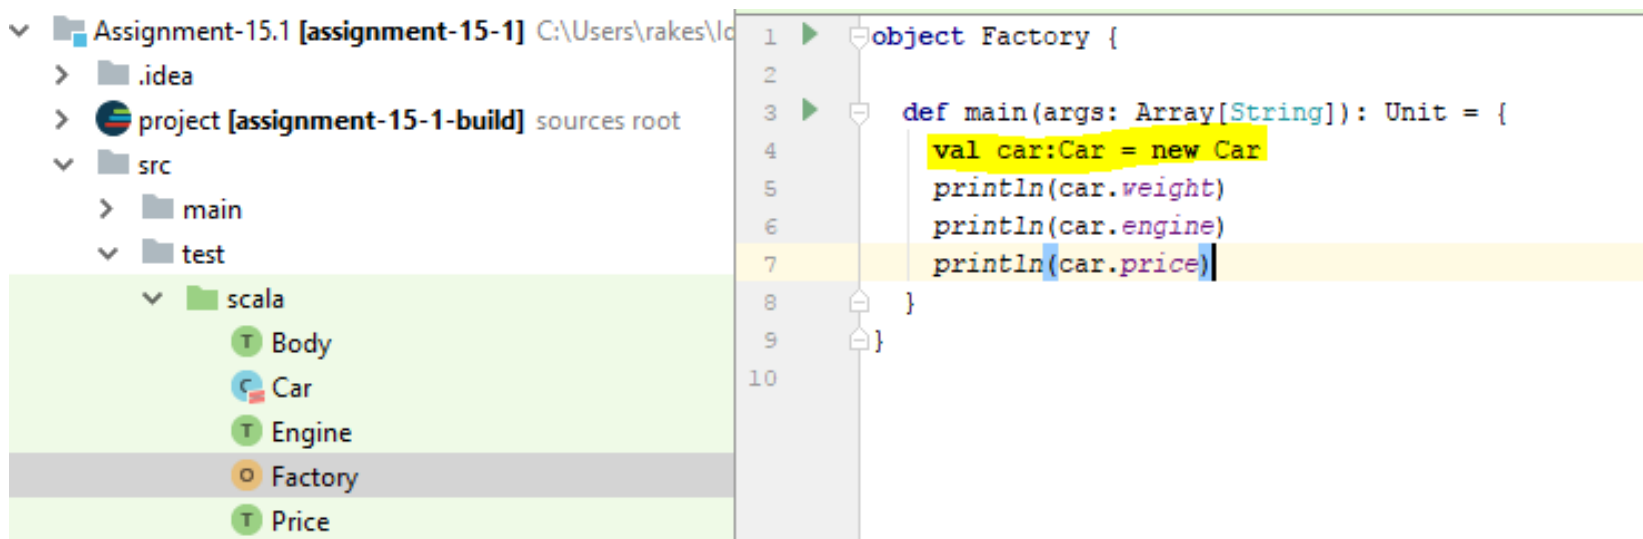 Assignment-15.1 [assignment-15-1] C:\Users\rakes\Id
.idea
project [assignment-15-1-build] sources root
src
main
test
scala
T Body
C Car
T Engine
O Factory
T Price
1 object Factory {
2
3 def main(args: Array[String]): Unit = {
4 val car:Car = new Car
5 println(car.weight)
6 println(car.engine)
7 println(car.price)
8 }
9 }
10